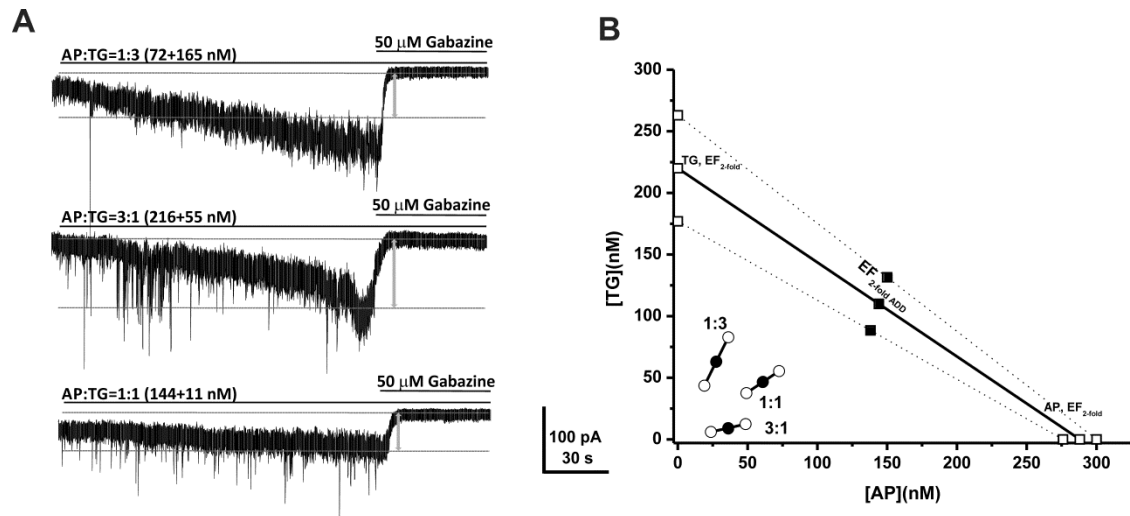 A
50 μM Gabazine
AP:TG=1:3 (72+165 nM)
50 μM Gabazine
AP:TG=3:1 (216+55 nM)
50 μM Gabazine
AP:TG=1:1 (144+11 nM)
100 pA
30 s
B
300
250
200
150
100
50
0
[TG](nM)
TG, EF2-fold
EF2-fold ADD
1:3
1:1
3:1
AP, EF2-fold
0 50 100 150 200 250 300
[AP](nM)